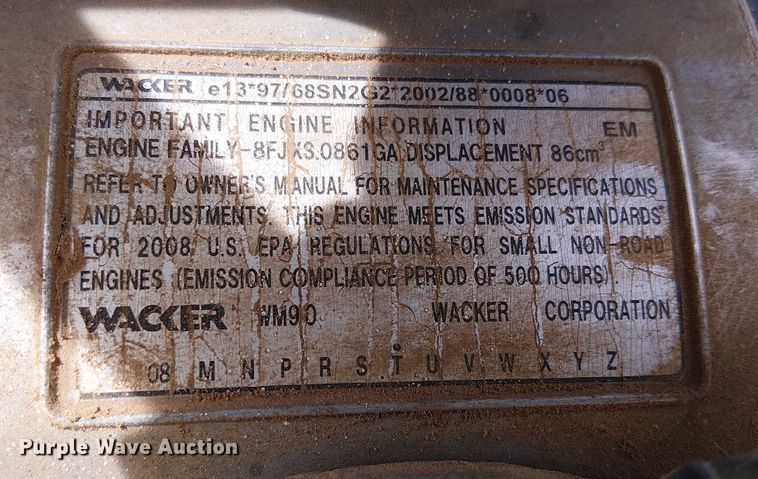 WACKER e13*97/68SN2G2*2002/88*0008*06
IMPORTANT ENGINE INFORMATION EM
ENGINE FAMILY-8FJXS.0861GA DISPLACEMENT 86cm³
REFER TO OWNER'S MANUAL FOR MAINTENANCE SPECIFICATIONS
AND ADJUSTMENTS. THIS ENGINE MEETS EMISSION STANDARDS
FOR 2008 U.S. EPA REGULATIONS FOR SMALL NON-ROAD
ENGINES (EMISSION COMPLIANCE PERIOD OF 500 HOURS).
WACKER WM90 WACKER CORPORATION
08 M N P R S T U V W X Y Z
Purple Wave Auction